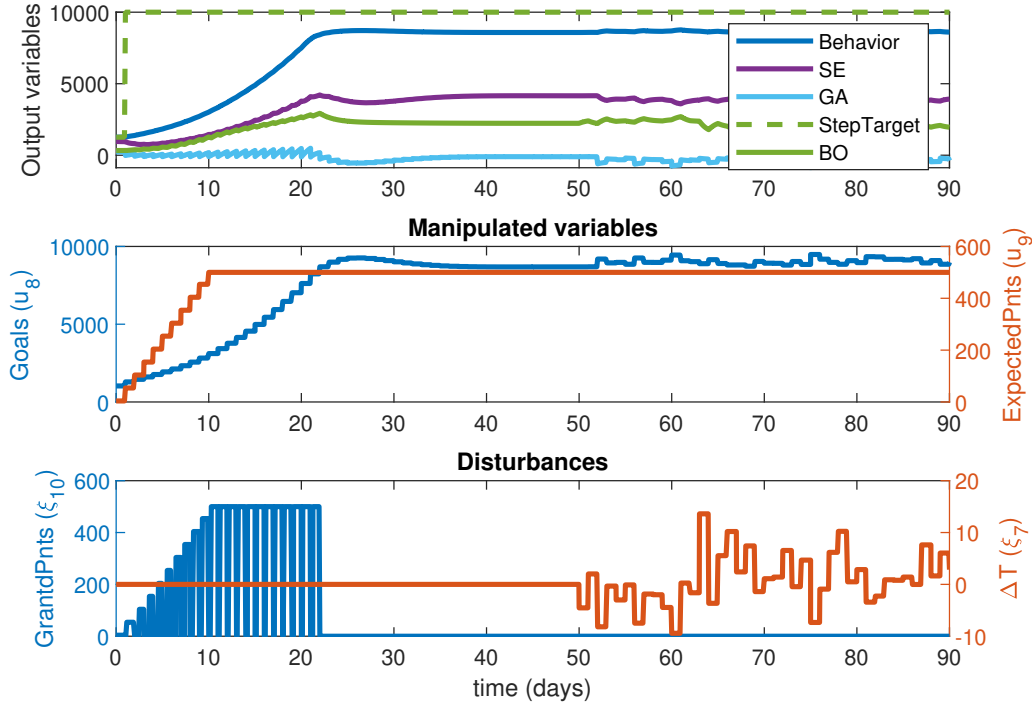 10000
5000
0
Output variables
Behavior
SE
GA
StepTarget
BO
0 10 20 30 40 50 60 70 80 90
Manipulated variables
10000
5000
0
Goals (u8)
600
400
200
0
ExpectedPnts (u9)
0 10 20 30 40 50 60 70 80 90
Disturbances
600
400
200
0
GrantdPnts (ξ10)
20
10
0
-10
ΔT (ξ7)
0 10 20 30 40 50 60 70 80 90
time (days)